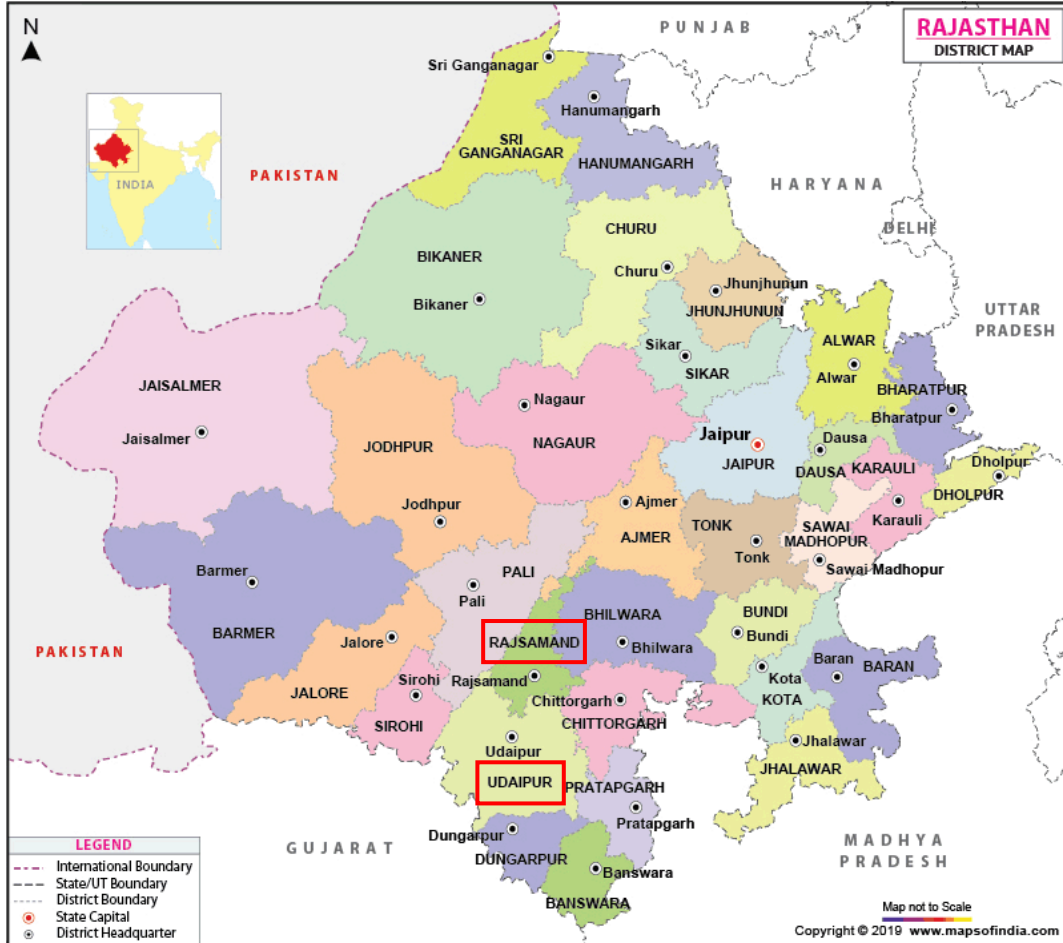 N
RAJASTHAN
DISTRICT MAP
PUNJAB
Sri Ganganagar
Hanumangarh
SRI
GANGANAGAR
HANUMANGARH
INDIA
PAKISTAN
HARYANA
DELHI
CHURU
BIKANER
Churu
Jhunjhunun
Bikaner
JHUNJHUNUN
UTTAR
PRADESH
ALWAR
Sikar
SIKAR
Alwar
JAISALMER
BHARATPUR
Nagaur
Bharatpur
Jaisalmer
JODHPUR
NAGAUR
Jaipur
JAIPUR
Dausa
DAUSA
KARAULI
Dholpur
DHOLPUR
Jodhpur
Ajmer
AJMER
TONK
Tonk
SAWAI
MADHOPUR
Karauli
Sawai Madhopur
Barmer
BARMER
PALI
Pali
BHILWARA
BUNDI
PAKISTAN
Jalore
RAJSAMAND
Bhilwara
Bundi
Baran
BARAN
Kota
KOTA
JALORE
Sirohi
SIROHI
Rajsamand
Chittorgarh
CHITTORGARH
Udaipur
UDAIPUR
Jhalawar
JHALAWAR
PRATAPGARH
Pratapgarh
GUJARAT
Dungarpur
DUNGARPUR
MADHYA
PRADESH
Banswara
BANSWARA
LEGEND
International Boundary
State/UT Boundary
District Boundary
State Capital
District Headquarter
Map not to Scale
Copyright © 2019 www.mapsofindia.com